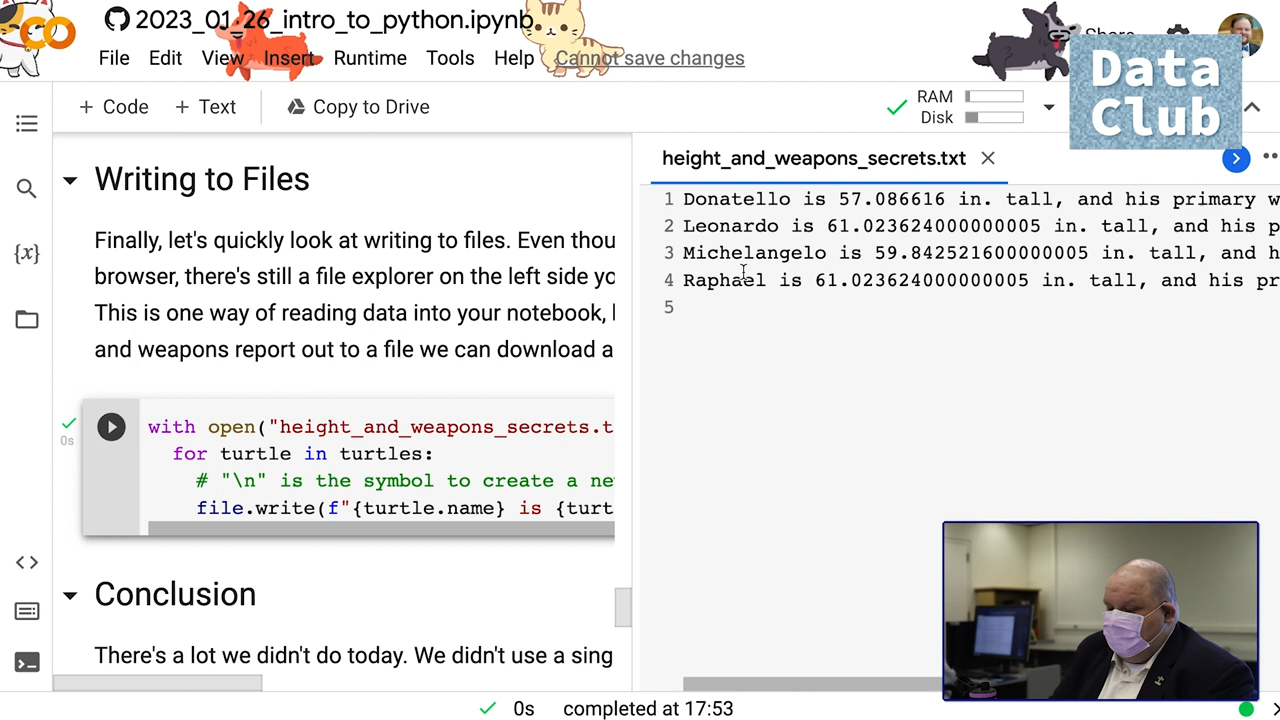 2023_01_26_intro_to_python.ipynb
File Edit View Insert Runtime Tools Help Cannot save changes
Share
Data
Club
+ Code + Text Copy to Drive
RAM
Disk
Writing to Files
Finally, let's quickly look at writing to files. Even thou
browser, there's still a file explorer on the left side yo
This is one way of reading data into your notebook, l
and weapons report out to a file we can download a
0s
with open("height_and_weapons_secrets.t
for turtle in turtles:
# "\n" is the symbol to create a ne
file.write(f"{turtle.name} is {turt
Conclusion
There's a lot we didn't do today. We didn't use a sing
height_and_weapons_secrets.txt
1 Donatello is 57.086616 in. tall, and his primary w
2 Leonardo is 61.023624000000005 in. tall, and his p
3 Michelangelo is 59.842521600000005 in. tall, and h
4 Raphael is 61.023624000000005 in. tall, and his pr
5
0s completed at 17:53